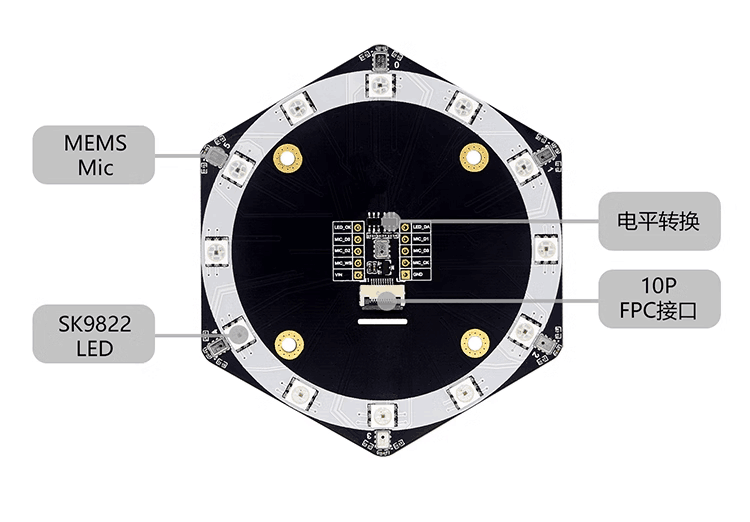 0
MEMS
Mic
5
1
电平转换
LED_CK
LED_DA
MIC_D0
MIC_D1
MIC_D2
MIC_D3
MIC_WS
MIC_CK
VIN
GND
10P
FPC接口
SK9822
LED
4
2
3